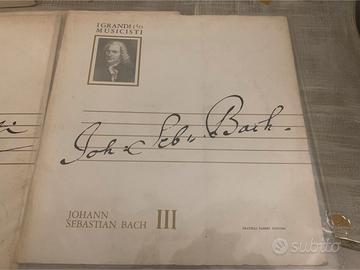 I GRANDI
MUSICISTI
Joh. Seb. Bach.
JOHANN
SEBASTIAN BACH III
FRATELLI FABBRI EDITORI
subito